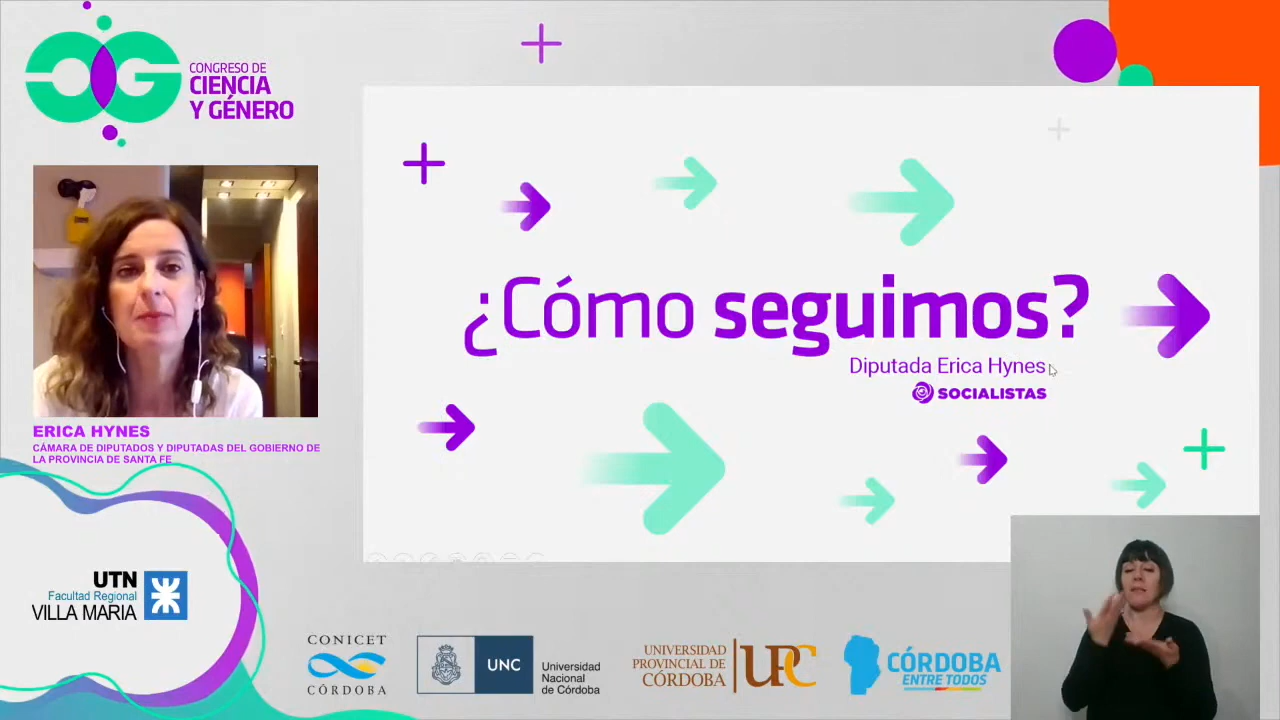 CONGRESO DE
CIENCIA
Y GÉNERO
¿Cómo seguimos?
Diputada Erica Hynes
SOCIALISTAS
ERICA HYNES
CÁMARA DE DIPUTADOS Y DIPUTADAS DEL GOBIERNO DE
LA PROVINCIA DE SANTA FE
UTN
Facultad Regional
VILLA MARIA
CONICET
CÓRDOBA
UNC
Universidad
Nacional
de Córdoba
UNIVERSIDAD
PROVINCIAL DE
CÓRDOBA
UPC
CÓRDOBA
ENTRE TODOS